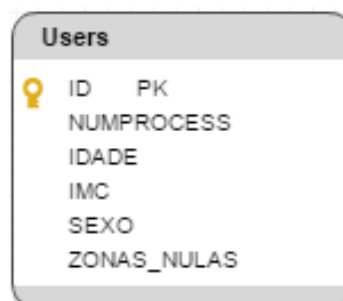 Users
ID PK
NUMPROCESS
IDADE
IMC
SEXO
ZONAS_NULAS